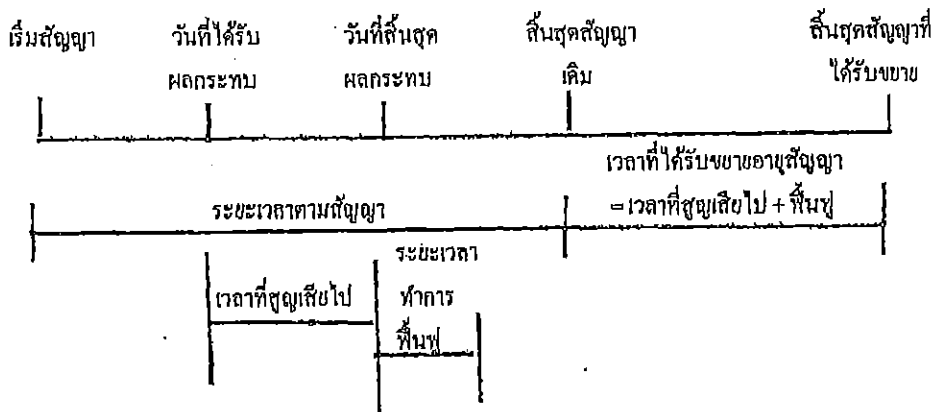 เริ่มสัญญา
วันที่ได้รับ
ผลกระทบ
วันที่สิ้นสุด
ผลกระทบ
สิ้นสุดสัญญา
เดิม
สิ้นสุดสัญญาที่
ได้รับขยาย
เวลาที่ได้รับขยายอายุสัญญา
=เวลาที่สูญเสียไป + ฟื้นฟู
ระยะเวลาตามสัญญา
เวลาที่สูญเสียไป
ระยะเวลา
ทำการ
ฟื้นฟู